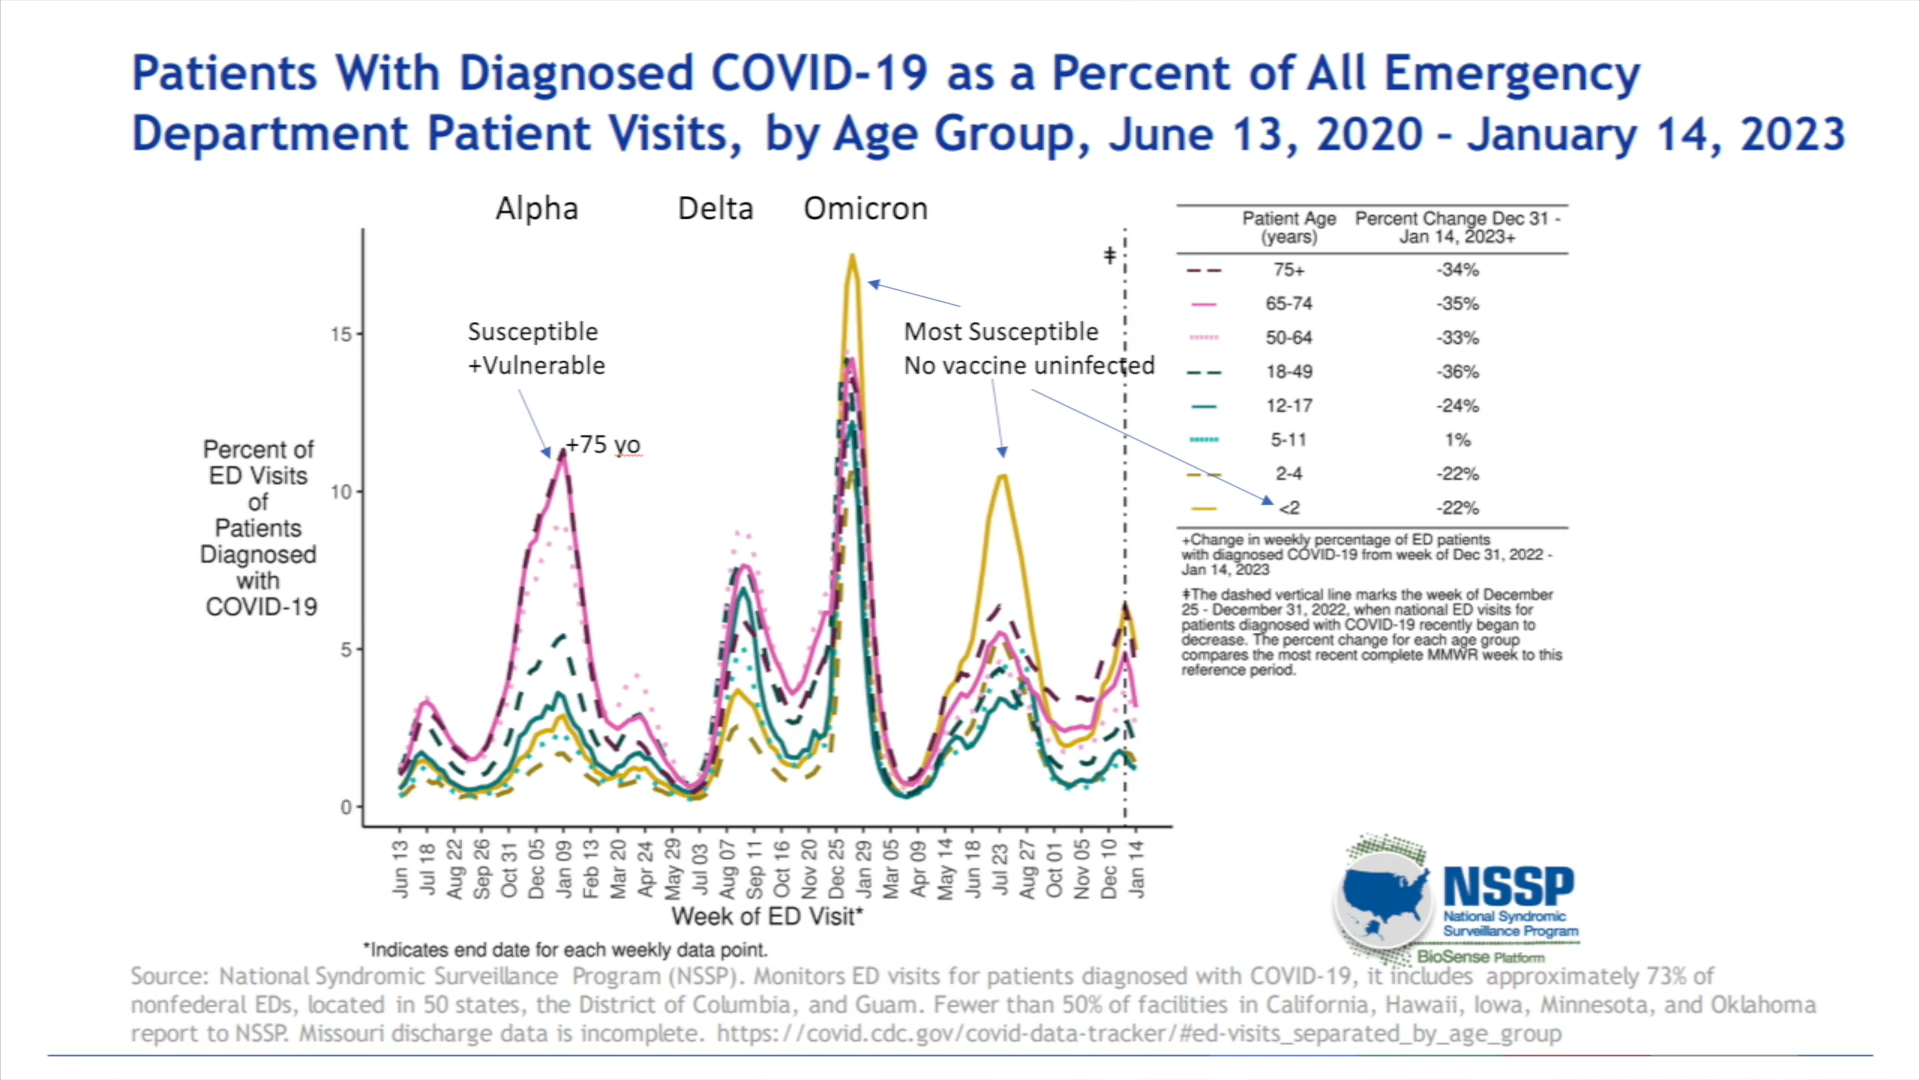 Patients With Diagnosed COVID-19 as a Percent of All Emergency
Department Patient Visits, by Age Group, June 13, 2020 – January 14, 2023
Alpha
Delta
Omicron
Susceptible
+Vulnerable
+75 yo
Most Susceptible
No vaccine uninfected
‡
Percent of
ED Visits
of
Patients
Diagnosed
with
COVID-19
15
10
5
0
Jun 13
Jul 18
Aug 22
Sep 26
Oct 31
Dec 05
Jan 09
Feb 13
Mar 20
Apr 24
May 29
Jul 03
Aug 07
Sep 11
Oct 16
Nov 20
Dec 25
Jan 29
Mar 05
Apr 09
May 14
Jun 18
Jul 23
Aug 27
Oct 01
Nov 05
Dec 10
Jan 14
Week of ED Visit*
*Indicates end date for each weekly data point.
Patient Age (years) Percent Change Dec 31 - Jan 14, 2023+
75+ -34%
65-74 -35%
50-64 -33%
18-49 -36%
12-17 -24%
5-11 1%
2-4 -22%
<2 -22%
+Change in weekly percentage of ED patients
with diagnosed COVID-19 from week of Dec 31, 2022 -
Jan 14, 2023
‡The dashed vertical line marks the week of December
25 - December 31, 2022, when national ED visits for
patients diagnosed with COVID-19 recently began to
decrease. The percent change for each age group
compares the most recent complete MMWR week to this
reference period.
NSSP
National Syndromic
Surveillance Program
BioSense Platform
Source: National Syndromic Surveillance Program (NSSP). Monitors ED visits for patients diagnosed with COVID-19, it includes approximately 73% of
nonfederal EDs, located in 50 states, the District of Columbia, and Guam. Fewer than 50% of facilities in California, Hawaii, Iowa, Minnesota, and Oklahoma
report to NSSP. Missouri discharge data is incomplete. https://covid.cdc.gov/covid-data-tracker/#ed-visits_separated_by_age_group